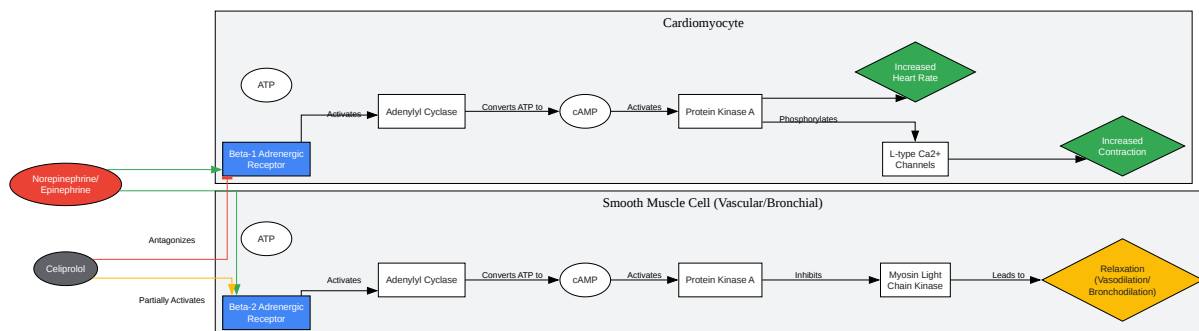 Cardiomyocyte
ATP
Increased
Heart Rate
Activates
Adenylyl Cyclase
Converts ATP to
cAMP
Activates
Protein Kinase A
Phosphorylates
Beta-1 Adrenergic
Receptor
L-type Ca2+
Channels
Increased
Contraction
Norepinephrine/
Epinephrine
Smooth Muscle Cell (Vascular/Bronchial)
ATP
Antagonizes
Celiprolol
Partially Activates
Beta-2 Adrenergic
Receptor
Activates
Adenylyl Cyclase
Converts ATP to
cAMP
Activates
Protein Kinase A
Inhibits
Myosin Light
Chain Kinase
Leads to
Relaxation
(Vasodilation/
Bronchodilation)